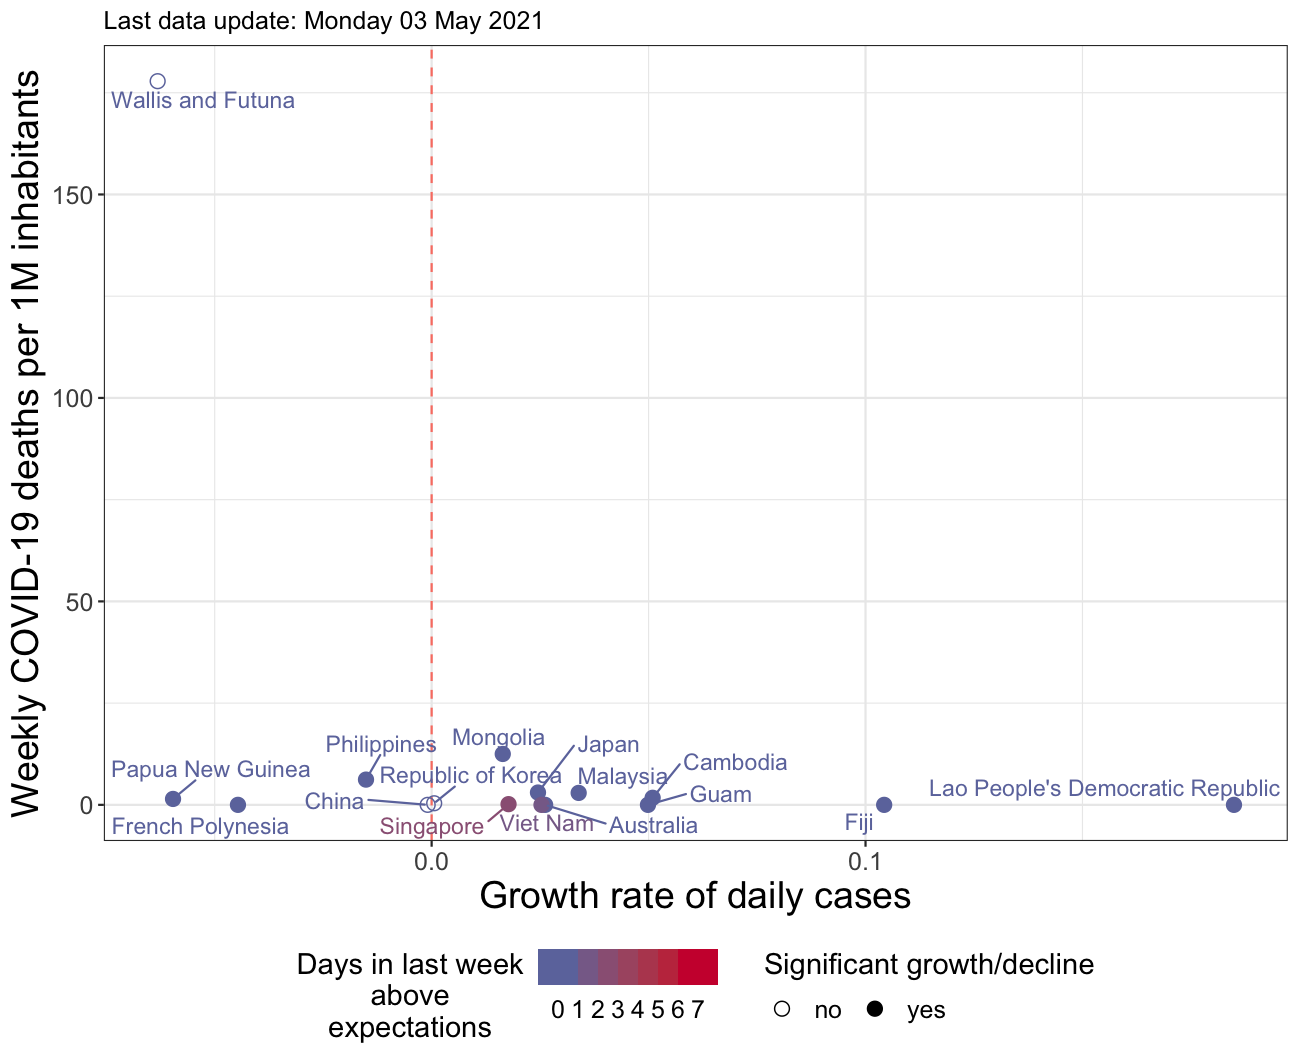 Last data update: Monday 03 May 2021
Weekly COVID-19 deaths per 1M inhabitants
150
100
50
0
Wallis and Futuna
Philippines
Mongolia
Japan
Papua New Guinea
Republic of Korea
Malaysia
Cambodia
China
Guam
Lao People's Democratic Republic
French Polynesia
Singapore
Viet Nam
Australia
Fiji
0.0
0.1
Growth rate of daily cases
Days in last week
above
expectations
0 1 2 3 4 5 6 7
Significant growth/decline
no
yes